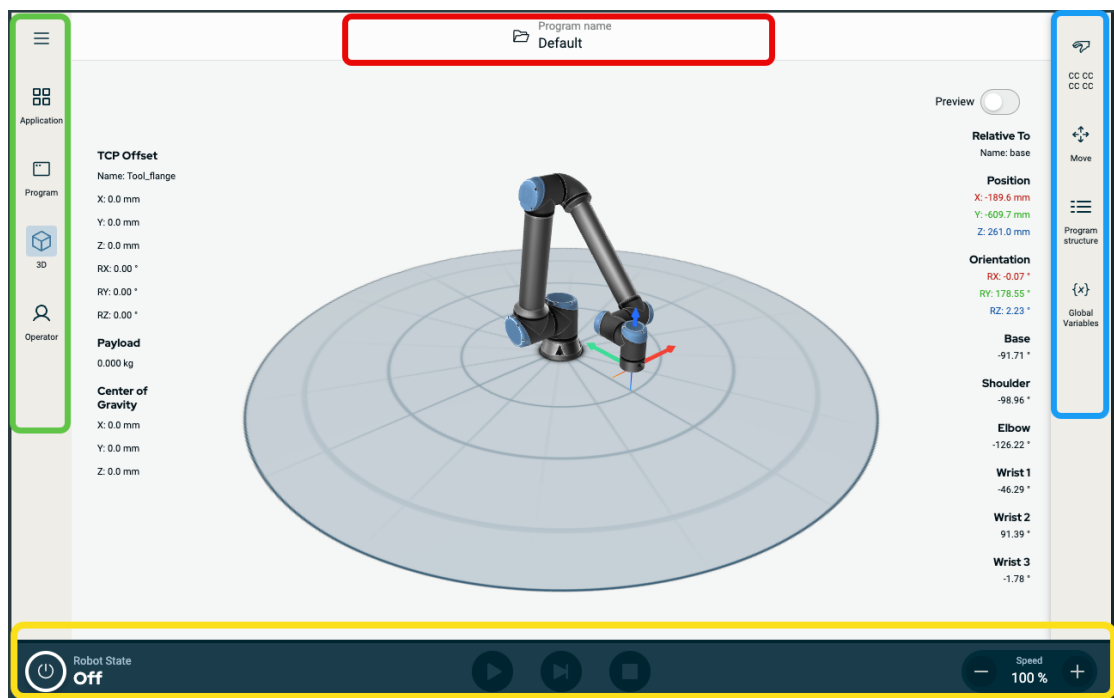 Program name
Default
Application
Program
3D
Operator
TCP Offset
Name: Tool_flange
X: 0.0 mm
Y: 0.0 mm
Z: 0.0 mm
RX: 0.00 °
RY: 0.00 °
RZ: 0.00 °
Payload
0.000 kg
Center of
Gravity
X: 0.0 mm
Y: 0.0 mm
Z: 0.0 mm
Preview
Relative To
Name: base
Position
X: -189.6 mm
Y: -609.7 mm
Z: 261.0 mm
Orientation
RX: -0.07 °
RY: 178.55 °
RZ: 2.23 °
Base
-91.71 °
Shoulder
-98.96 °
Elbow
-126.22 °
Wrist 1
-46.29 °
Wrist 2
91.39 °
Wrist 3
-1.78 °
CC CC
CC CC
Move
Program
structure
{x}
Global
Variables
Robot State
Off
Speed
100 %